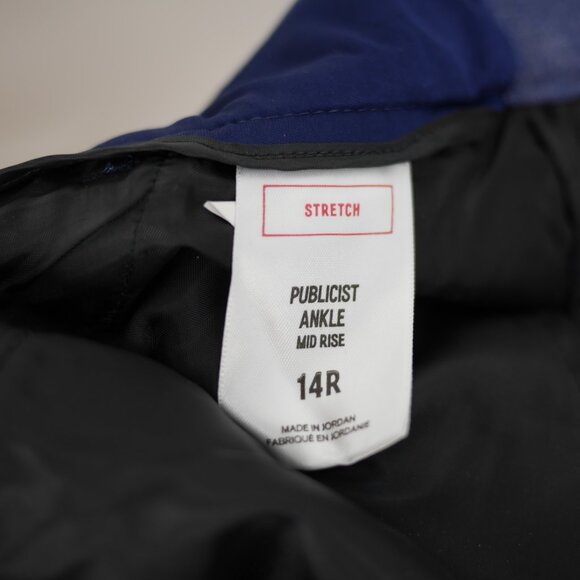 STRETCH
PUBLICIST
ANKLE
MID RISE
14R
MADE IN JORDAN
FABRIQUÉ EN JORDANIE